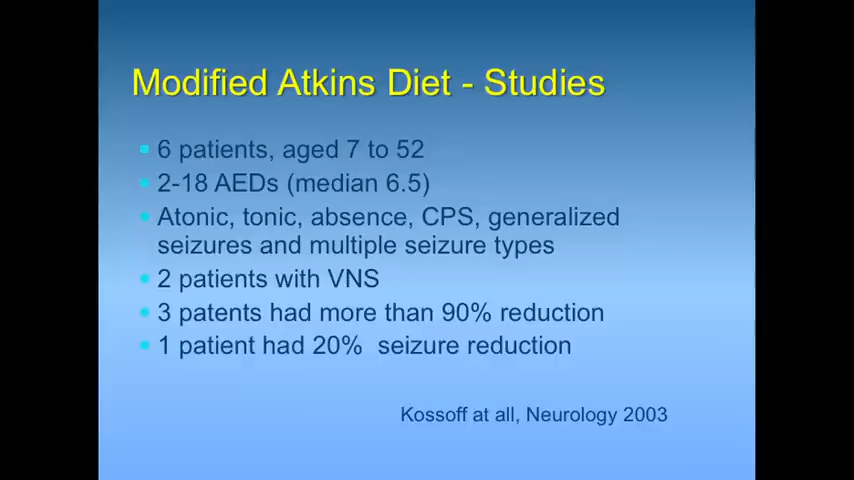 Modified Atkins Diet - Studies
6 patients, aged 7 to 52
2-18 AEDs (median 6.5)
Atonic, tonic, absence, CPS, generalized
seizures and multiple seizure types
2 patients with VNS
3 patents had more than 90% reduction
1 patient had 20%  seizure reduction
Kossoff at all, Neurology 2003